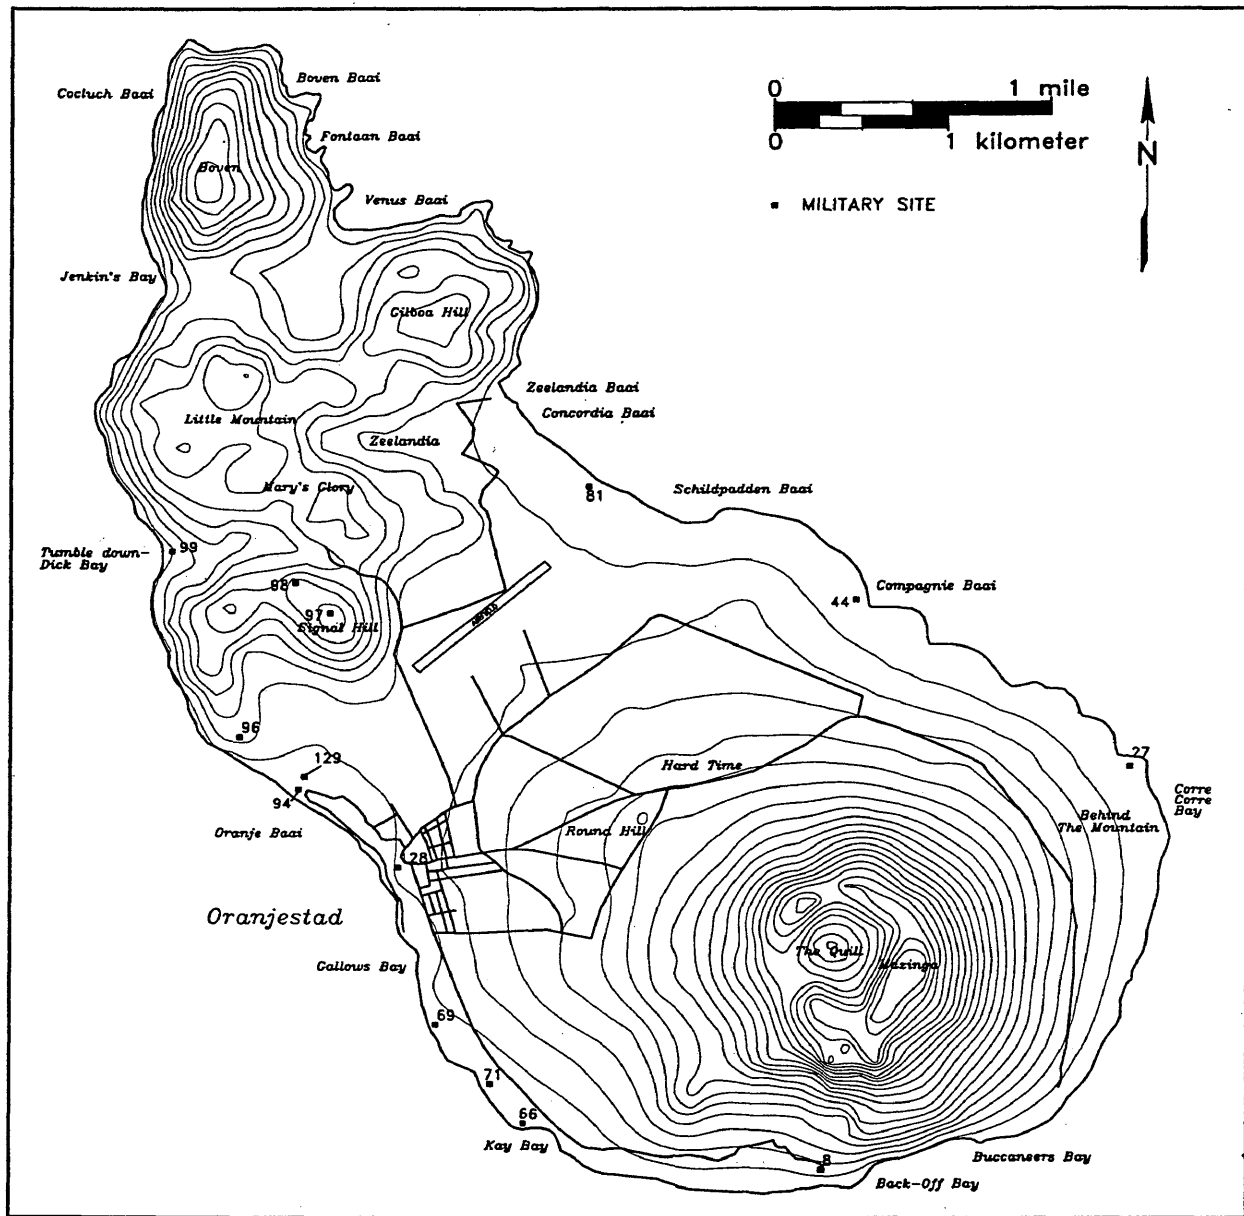 Boven Baai
Cocluch Baai
0 1 mile
Fontaan Baai
0 1 kilometer
N
Boven
Venus Baai
MILITARY SITE
Jenkin's Bay
Gilboa Hill
Zeelandia Baai
Concordia Baai
Little Mountain
Zeelandia
Mary's Glory
81
Schildpadden Baai
99
Tumble down-
Dick Bay
98
97
Signal Hill
Compagnie Baai
44
AIRFIELD
96
129
27
Hard Time
94
Corre
Corre
Bay
Oranje Baai
Round Hill
Behind
The Mountain
128
Oranjestad
The Quill
Mazinga
Gallows Bay
69
71
66
Kay Bay
8
Buccaneers Bay
Back-Off Bay